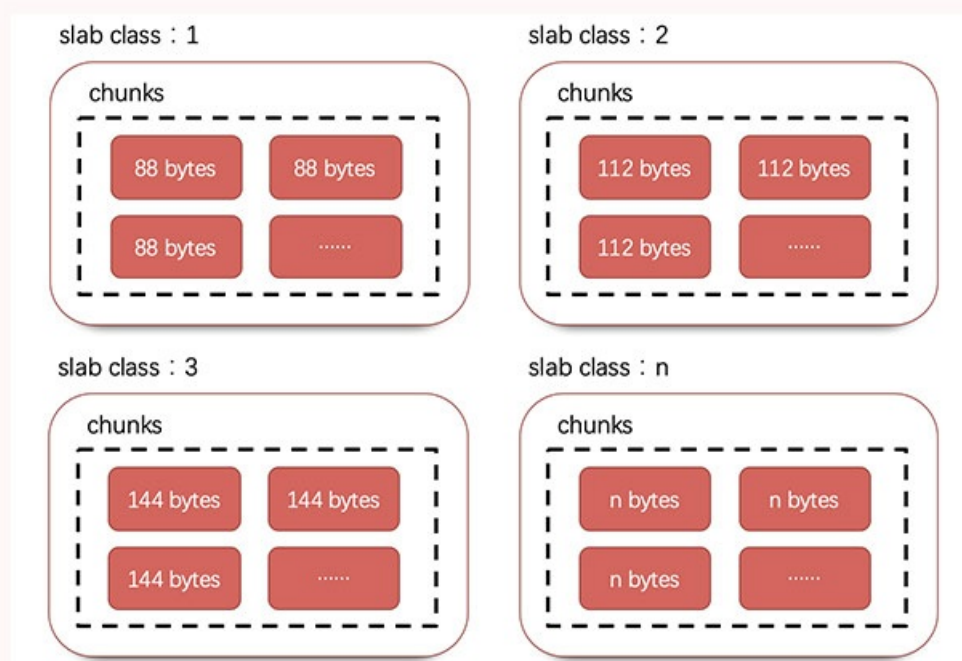 slab class：1
chunks
88 bytes 88 bytes
88 bytes ······
slab class：2
chunks
112 bytes 112 bytes
112 bytes ······
slab class：3
chunks
144 bytes 144 bytes
144 bytes ······
slab class：n
chunks
n bytes n bytes
n bytes ······